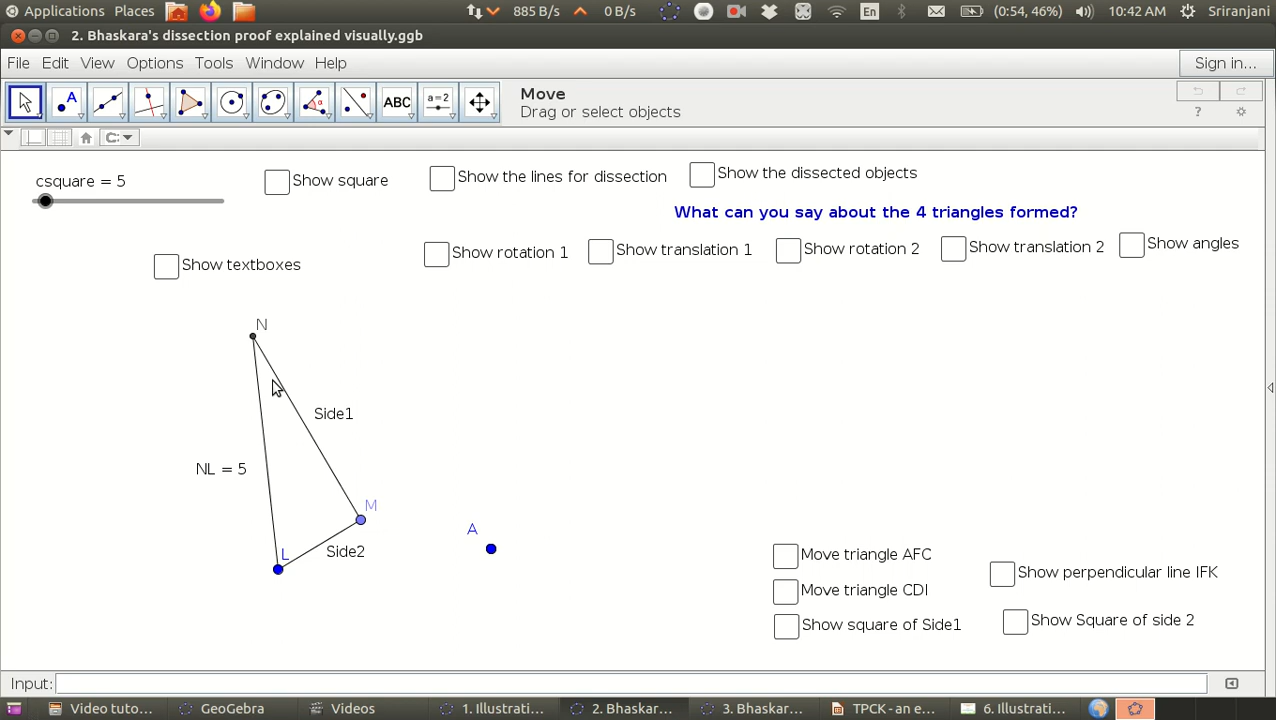 Applications Places 885 B/s 0 B/s En (0:54, 46%) 10:42 AM Sriranjani
2. Bhaskara's dissection proof explained visually.ggb
File Edit View Options Tools Window Help Sign in...
A ABC a=2 α Move
Drag or select objects ?
csquare = 5 Show square Show the lines for dissection Show the dissected objects
What can you say about the 4 triangles formed?
Show textboxes Show rotation 1 Show translation 1 Show rotation 2 Show translation 2 Show angles
N
Side1
NL = 5
M
A
L Side2
Move triangle AFC
Show perpendicular line IFK
Move triangle CDI
Show square of Side1 Show Square of side 2
Input:
Video tuto... GeoGebra Videos 1. Illustrati... 2. Bhaskar... 3. Bhaskar... TPCK - an e... 6. Illustrati...